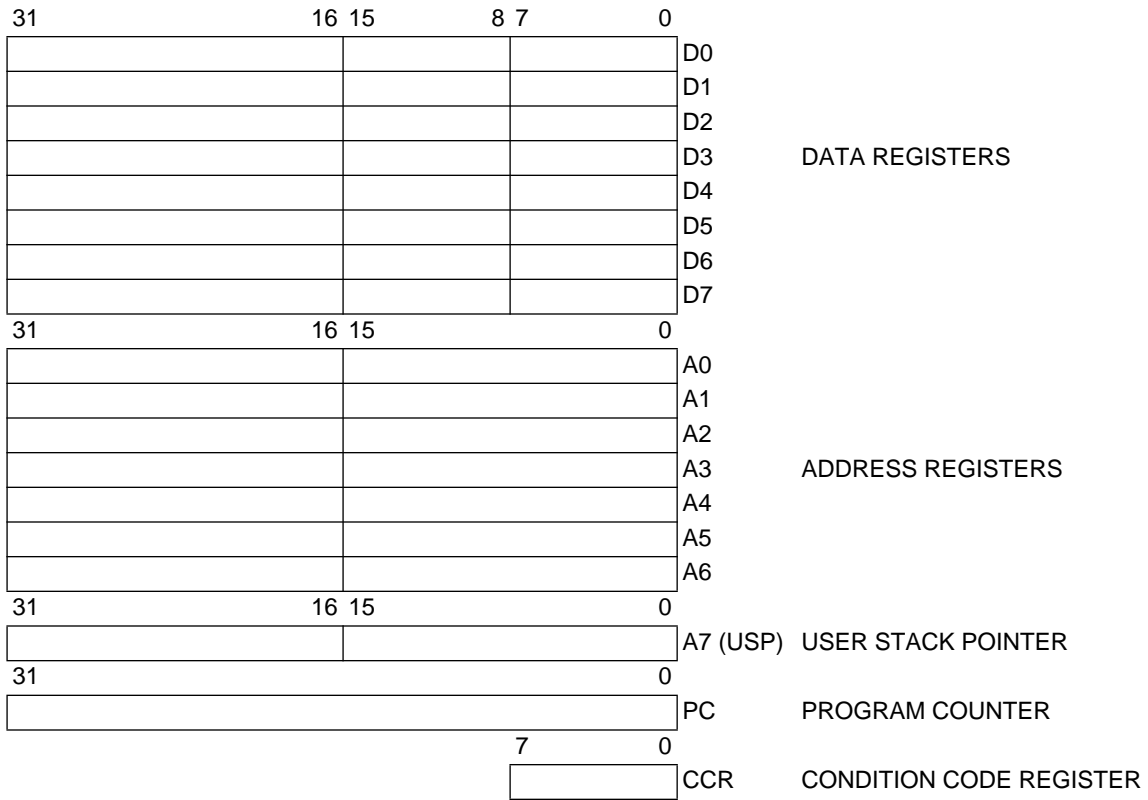 31 16 15 8 7 0
D0
D1
D2
D3 DATA REGISTERS
D4
D5
D6
D7
31 16 15 0
A0
A1
A2
A3 ADDRESS REGISTERS
A4
A5
A6
31 16 15 0
A7 (USP) USER STACK POINTER
31 0
PC PROGRAM COUNTER
7 0
CCR CONDITION CODE REGISTER